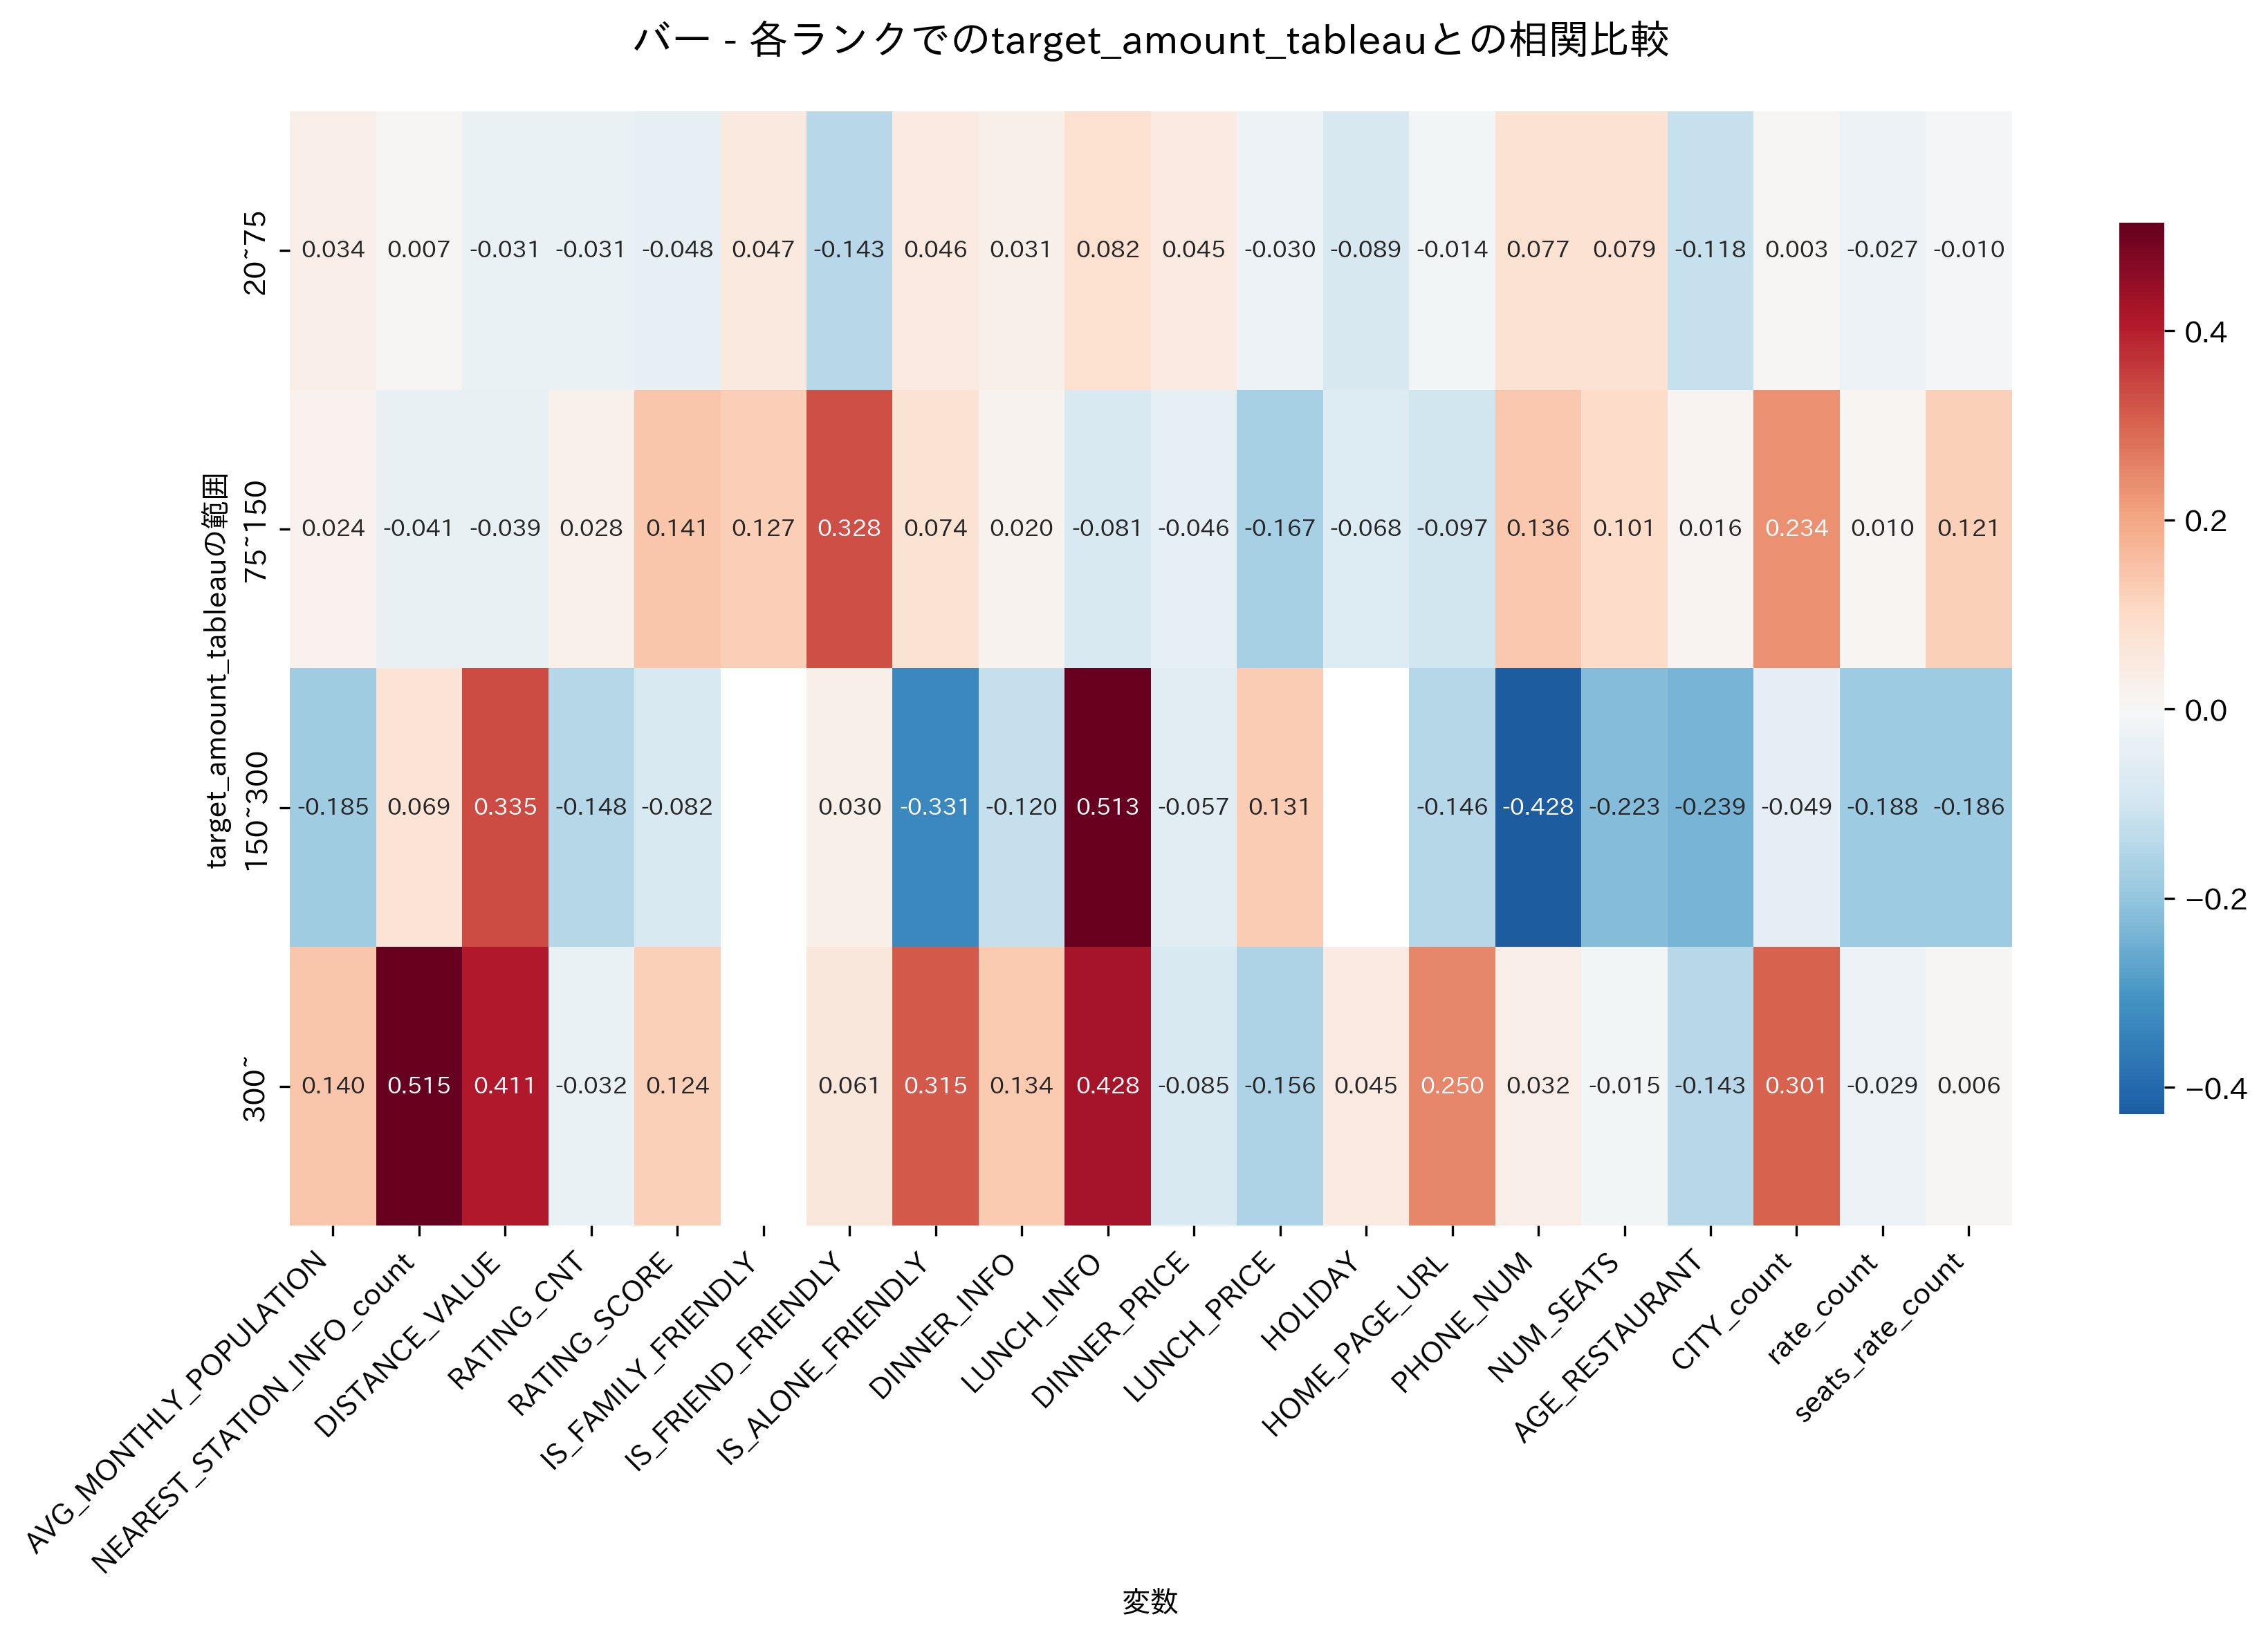 バー - 各ランクでのtarget_amount_tableauとの相関比較
target_amount_tableauの範囲
20~75
0.034 0.007 -0.031 -0.031 -0.048 0.047 -0.143 0.046 0.031 0.082 0.045 -0.030 -0.089 -0.014 0.077 0.079 -0.118 0.003 -0.027 -0.010
75~150
0.024 -0.041 -0.039 0.028 0.141 0.127 0.328 0.074 0.020 -0.081 -0.046 -0.167 -0.068 -0.097 0.136 0.101 0.016 0.234 0.010 0.121
150~300
-0.185 0.069 0.335 -0.148 -0.082 0.030 -0.331 -0.120 0.513 -0.057 0.131 -0.146 -0.428 -0.223 -0.239 -0.049 -0.188 -0.186
300~
0.140 0.515 0.411 -0.032 0.124 0.061 0.315 0.134 0.428 -0.085 -0.156 0.045 0.250 0.032 -0.015 -0.143 0.301 -0.029 0.006
AVG_MONTHLY_POPULATION
NEAREST_STATION_INFO_count
DISTANCE_VALUE
RATING_CNT
RATING_SCORE
IS_FAMILY_FRIENDLY
IS_FRIEND_FRIENDLY
IS_ALONE_FRIENDLY
DINNER_INFO
LUNCH_INFO
DINNER_PRICE
LUNCH_PRICE
HOLIDAY
HOME_PAGE_URL
PHONE_NUM
NUM_SEATS
AGE_RESTAURANT
CITY_count
rate_count
seats_rate_count
変数
0.4
0.2
0.0
−0.2
−0.4